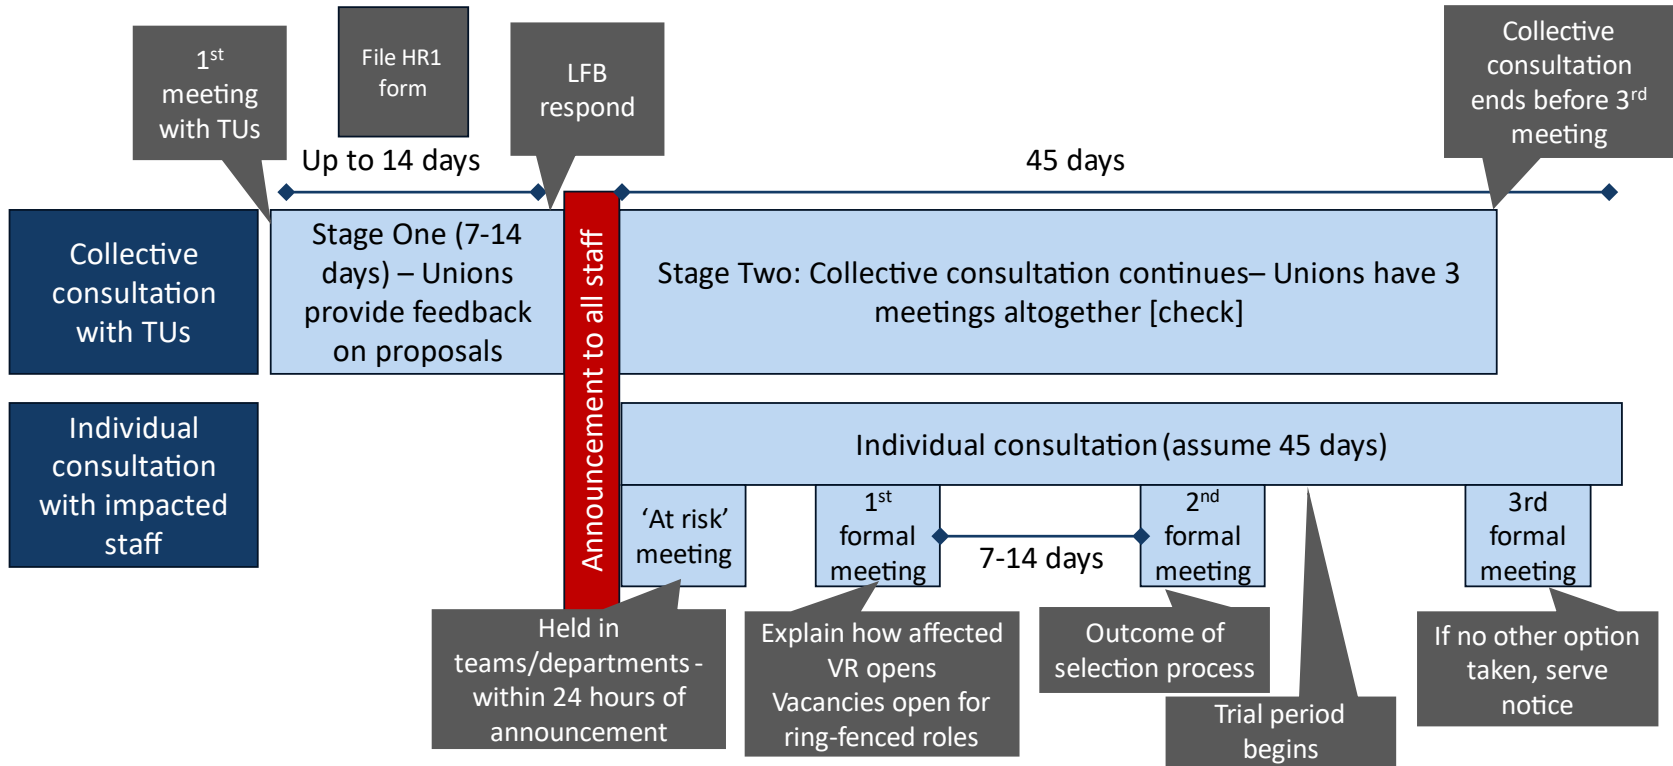 1st
meeting
with TUs
File HR1
form
LFB
respond
Collective
consultation
ends before 3rd
meeting
Up to 14 days
45 days
Collective
consultation
with TUs
Stage One (7-14
days) – Unions
provide feedback
on proposals
Announcement to all staff
Stage Two: Collective consultation continues– Unions have 3
meetings altogether [check]
Individual
consultation
with impacted
staff
Individual consultation (assume 45 days)
‘At risk’
meeting
1st
formal
meeting
7-14 days
2nd
formal
meeting
3rd
formal
meeting
Held in
teams/departments -
within 24 hours of
announcement
Explain how affected
VR opens
Vacancies open for
ring-fenced roles
Outcome of
selection process
Trial period
begins
If no other option
taken, serve
notice